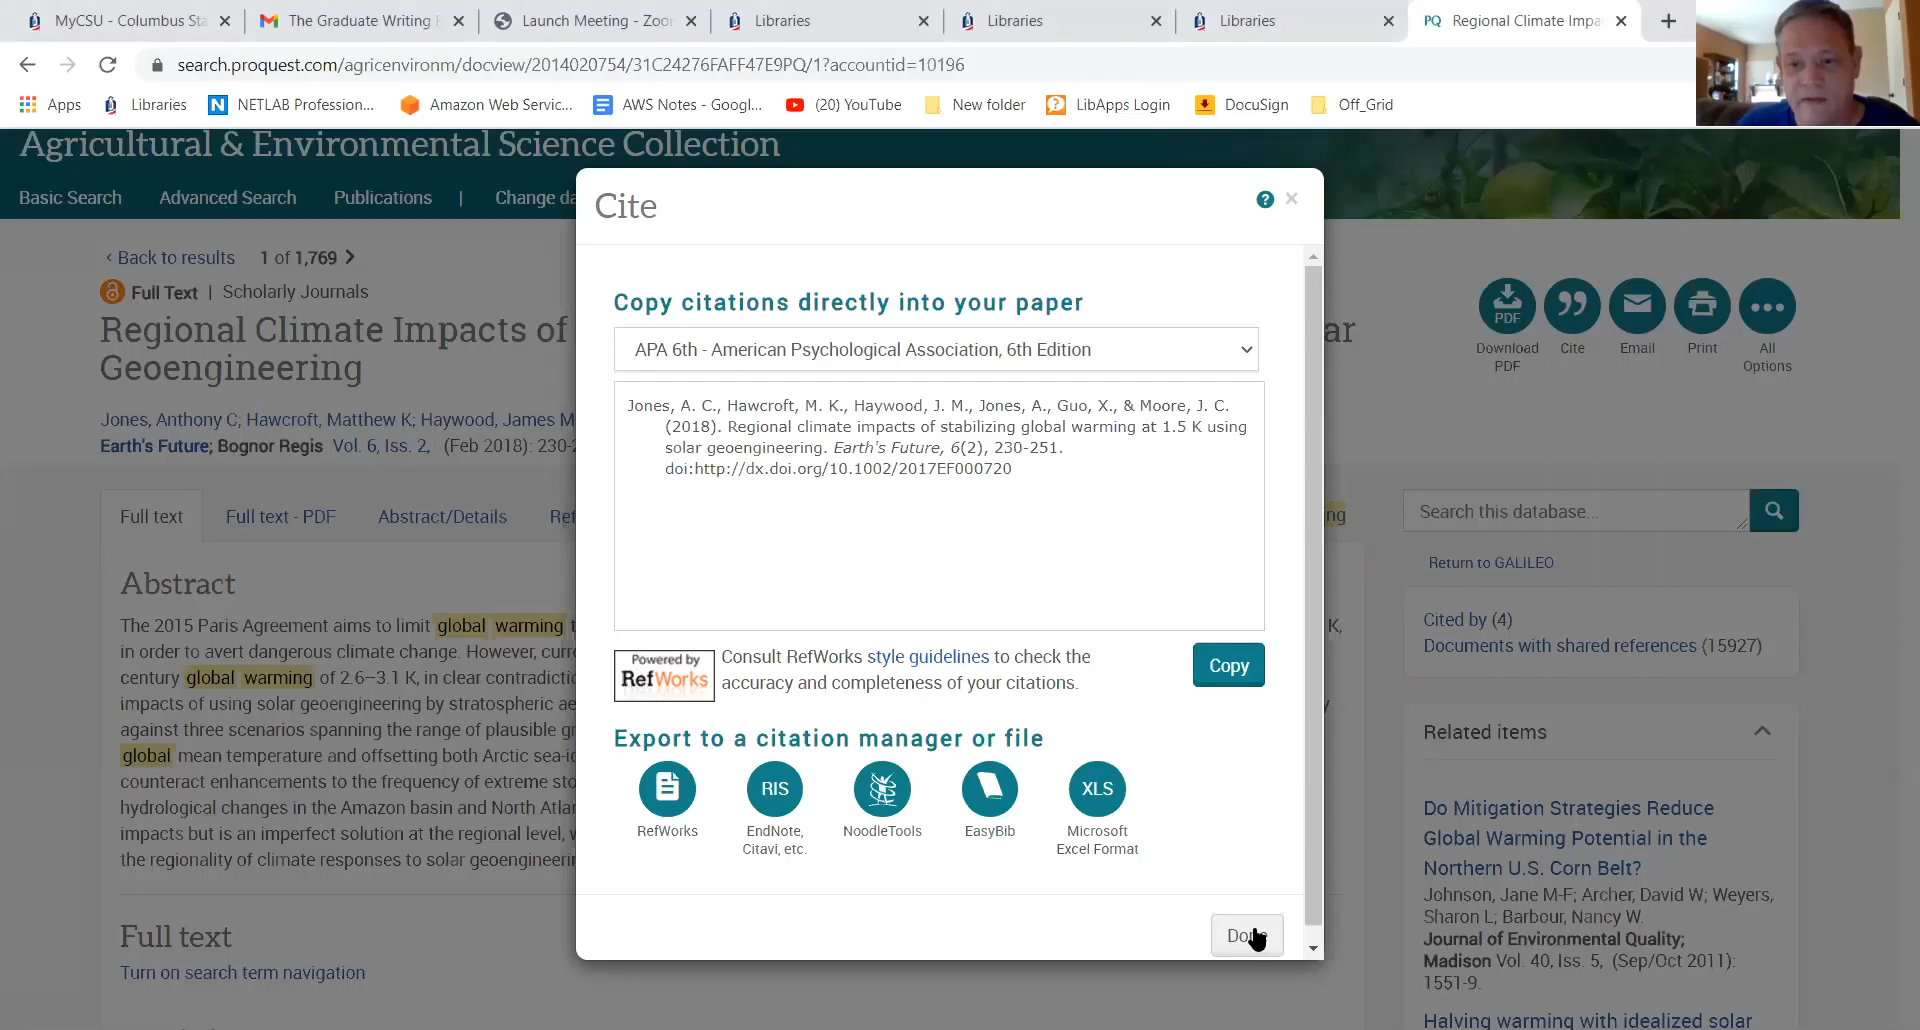 MyCSU - Columbus Sta
The Graduate Writing
Launch Meeting - Zoo
Libraries
Libraries
Libraries
PQ Regional Climate Impa
search.proquest.com/agricenvironm/docview/2014020754/31C24276FAFF47E9PQ/1?accountid=10196
Apps
Libraries
N NETLAB Profession...
Amazon Web Servic...
AWS Notes - Googl...
(20) YouTube
New folder
LibApps Login
DocuSign
Off_Grid
Agricultural & Environmental Science Collection
Basic Search Advanced Search Publications | Change da
‹ Back to results 1 of 1,769
Full Text | Scholarly Journals
Regional Climate Impacts of
ar
Geoengineering
Jones, Anthony C; Hawcroft, Matthew K; Haywood, James M
Earth's Future; Bognor Regis Vol. 6, Iss. 2, (Feb 2018): 230-2
PDF
Download PDF
Cite
Email
Print
All Options
Full text
Full text - PDF
Abstract/Details
Ref
ng
Abstract
The 2015 Paris Agreement aims to limit global warming t
K,
in order to avert dangerous climate change. However, curr
century global warming of 2.6–3.1 K, in clear contradictic
impacts of using solar geoengineering by stratospheric ae
y
against three scenarios spanning the range of plausible gr
global mean temperature and offsetting both Arctic sea-ic
counteract enhancements to the frequency of extreme sto
hydrological changes in the Amazon basin and North Atlan
impacts but is an imperfect solution at the regional level, w
the regionality of climate responses to solar geoengineerin
Full text
Turn on search term navigation
Cite
?
×
Copy citations directly into your paper
APA 6th - American Psychological Association, 6th Edition
Jones, A. C., Hawcroft, M. K., Haywood, J. M., Jones, A., Guo, X., & Moore, J. C.
(2018). Regional climate impacts of stabilizing global warming at 1.5 K using
solar geoengineering. Earth's Future, 6(2), 230-251.
doi:http://dx.doi.org/10.1002/2017EF000720
Powered by
RefWorks
Consult RefWorks style guidelines to check the
accuracy and completeness of your citations.
Copy
Export to a citation manager or file
RefWorks
RIS
EndNote,
Citavi, etc.
NoodleTools
EasyBib
XLS
Microsoft
Excel Format
Done
Search this database...
Return to GALILEO
Cited by (4)
Documents with shared references (15927)
Related items
Do Mitigation Strategies Reduce
Global Warming Potential in the
Northern U.S. Corn Belt?
Johnson, Jane M-F; Archer, David W; Weyers,
Sharon L; Barbour, Nancy W.
Journal of Environmental Quality;
Madison Vol. 40, Iss. 5, (Sep/Oct 2011):
1551-9.
Halving warming with idealized solar